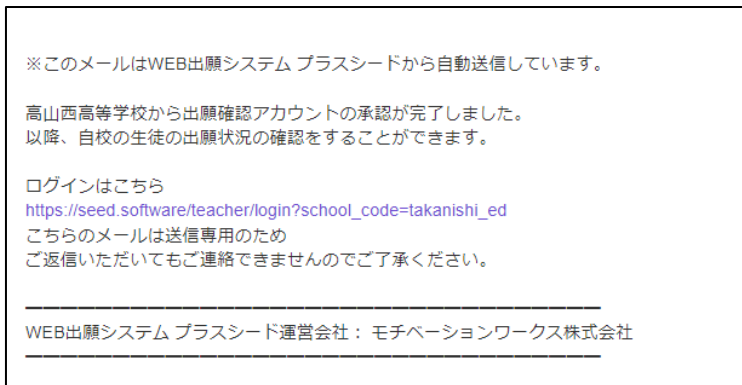 ※このメールはWEB出願システム プラスシードから自動送信しています。
高山西高等学校から出願確認アカウントの承認が完了しました。
以降、自校の生徒の出願状況の確認をすることができます。
ログインはこちら
https://seed.software/teacher/login?school_code=takanishi_ed
こちらのメールは送信専用のため
ご返信いただいてもご連絡できませんのでご了承ください。
WEB出願システム プラスシード運営会社： モチベーションワークス株式会社